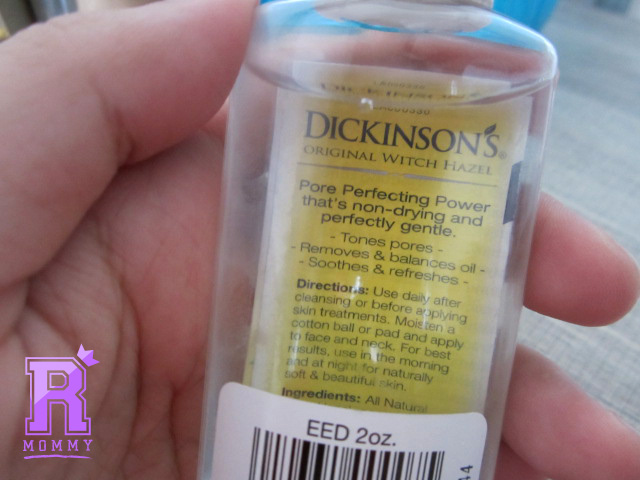 DICKINSON'S®
ORIGINAL WITCH HAZEL
Pore Perfecting Power
that's non-drying and
perfectly gentle.
- Tones pores -
- Removes & balances oil -
- Soothes & refreshes -
Directions: Use daily after
cleansing or before applying
skin treatments. Moisten a
cotton ball or pad and apply
to face and neck. For best
results, use in the morning
and at night for naturally
soft & beautiful skin.
Ingredients: All Natural
EED 2oz.
44
R
MOMMY